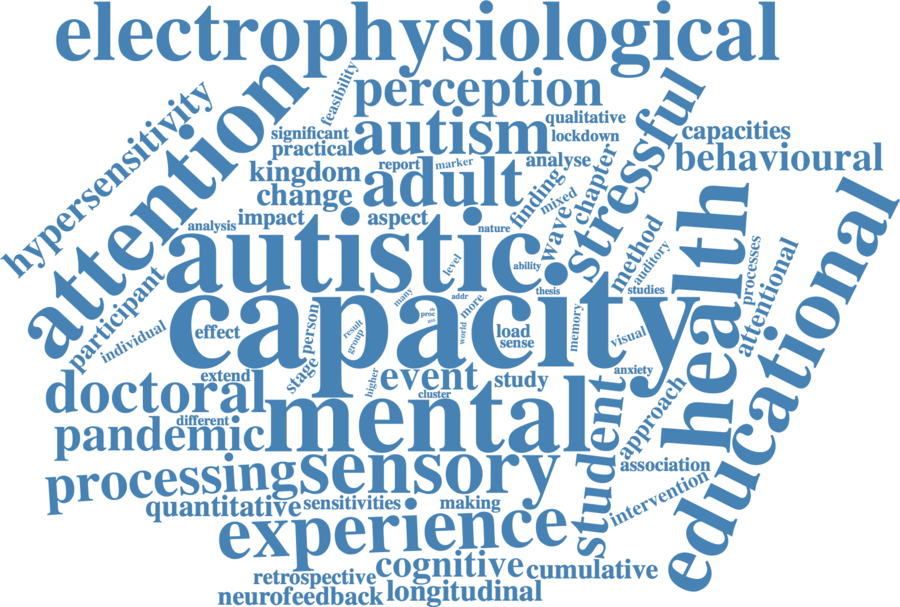 electrophysiological
hypersensitivity
attention
feasibility
perception
stressful
significant
practical
autism
qualitative
lockdown
capacities
behavioural
kingdom
change
report
marker
analyse
adult
finding
mixed
chapter
wave
analysis
impact
aspect
nature
autistic
method
auditory
health
processes
attentional
educational
participant
individual
level
ability
many
addr
more
thesis
studies
capacity
effect
person
stage
result
group
proc
world
load
sense
memory
visual
doctoral
extend
higher
event
study
anxiety
cluster
different
pandemic
mental
student
approach
association
intervention
processing
sensory
quantitative
sensitivities
making
experience
cognitive
cumulative
retrospective
neurofeedback
longitudinal